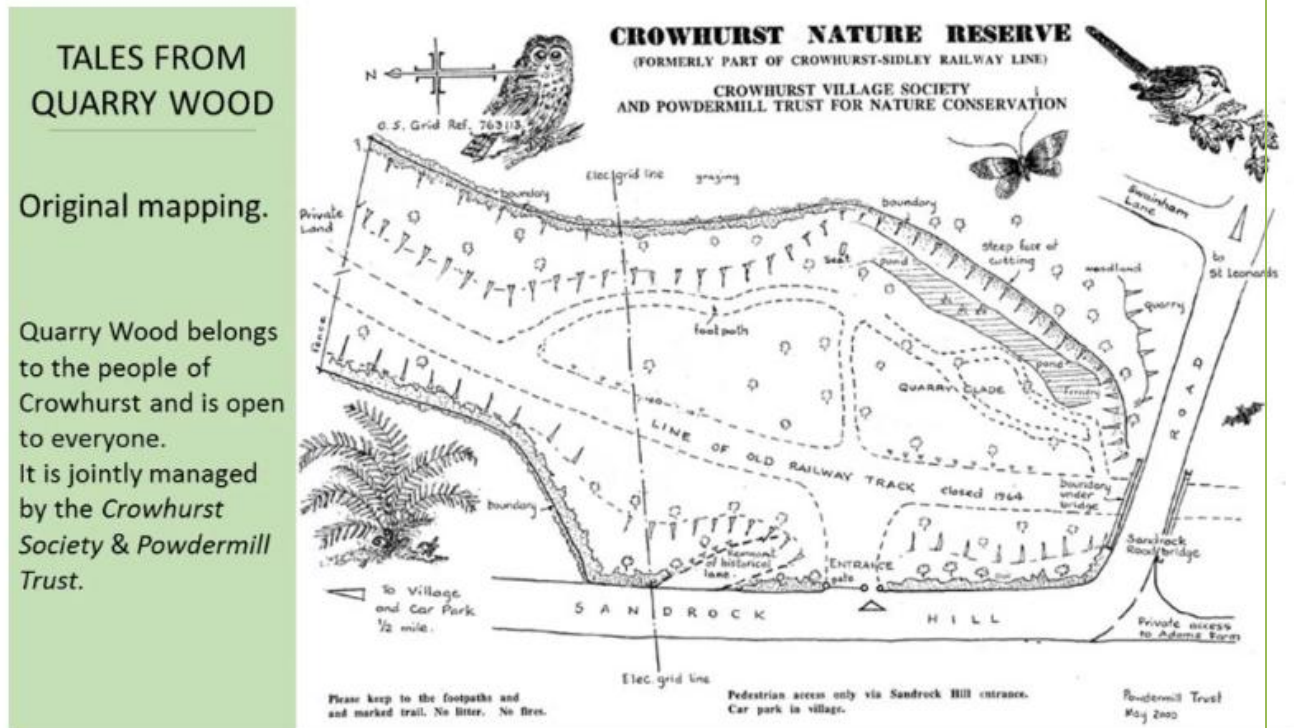 TALES FROM
QUARRY WOOD
Original mapping.
Quarry Wood belongs
to the people of
Crowhurst and is open
to everyone.
It is jointly managed
by the Crowhurst
Society & Powdermill
Trust.
CROWHURST NATURE RESERVE
(FORMERLY PART OF CROWHURST-SIDLEY RAILWAY LINE)
CROWHURST VILLAGE SOCIETY
AND POWDERMILL TRUST FOR NATURE CONSERVATION
N
O.S. Grid Ref. 763113
Elec. grid line
grazing
boundary
boundary
Swainham
Lane
Private
Land
steep face of
cutting
to
St Leonards
Seat
pond
woodland
quarry
footpath
fence
pond
QUARRY GLADE
ROAD
LINE OF OLD RAILWAY TRACK closed 1964
boundary
under
bridge
boundary
Sandrock
Road bridge
Remnant
of historical
lane
ENTRANCE
gate
To Village
and Car Park
1/2 mile.
SANDROCK HILL
Private access
to Adams Farm
Elec. grid line
Please keep to the footpaths and
and marked trail. No litter. No fires.
Pedestrian access only via Sandrock Hill entrance.
Car park in village.
Powdermill Trust
May 2000